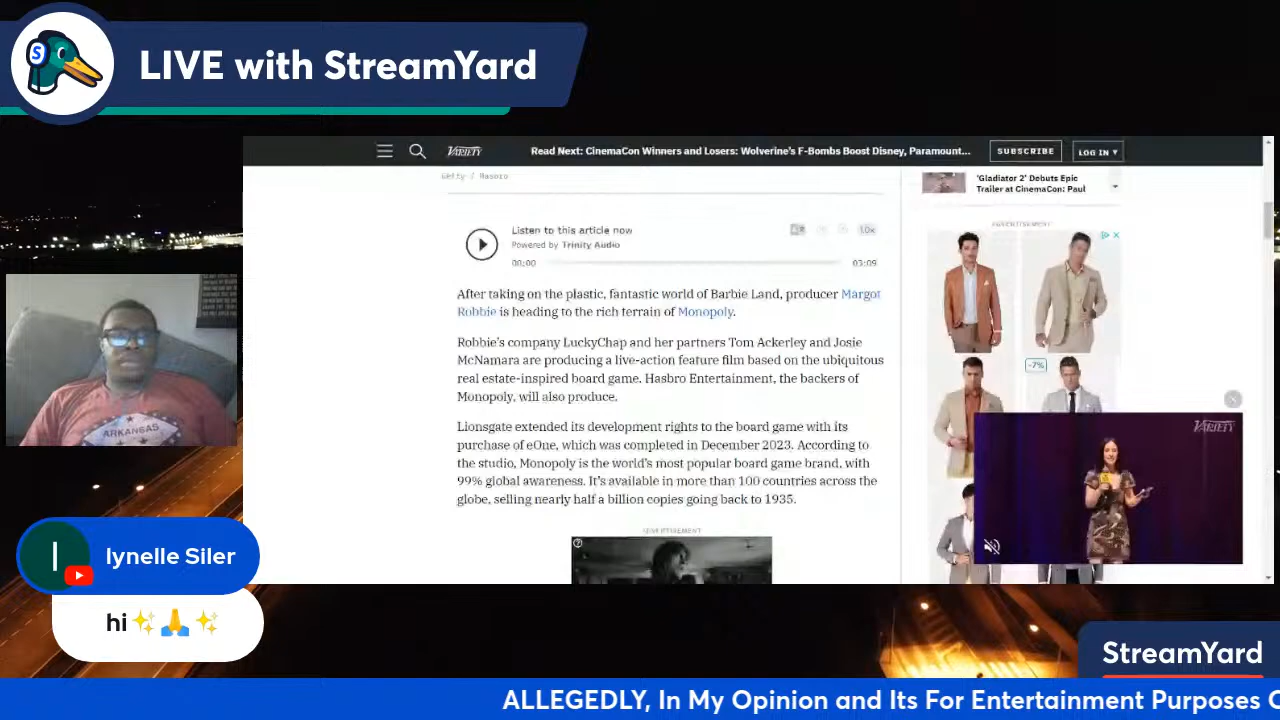 S
LIVE with StreamYard
VARIETY
Read Next: CinemaCon Winners and Losers: Wolverine's F-Bombs Boost Disney, Paramount...
SUBSCRIBE
LOG IN ▾
Getty / Hasbro
'Gladiator 2' Debuts Epic
Trailer at CinemaCon: Paul
ADVERTISEMENT
Listen to this article now
Powered by Trinity Audio
1.0x
00:00
03:09
After taking on the plastic, fantastic world of Barbie Land, producer Margot
Robbie is heading to the rich terrain of Monopoly.
Robbie's company LuckyChap and her partners Tom Ackerley and Josie
McNamara are producing a live-action feature film based on the ubiquitous
real estate-inspired board game. Hasbro Entertainment, the backers of
Monopoly, will also produce.
Lionsgate extended its development rights to the board game with its
purchase of eOne, which was completed in December 2023. According to
the studio, Monopoly is the world's most popular board game brand, with
99% global awareness. It's available in more than 100 countries across the
globe, selling nearly half a billion copies going back to 1935.
ADVERTISEMENT
-7%
VARIETY
ARKANSAS
l
lynelle Siler
hi✨🙏✨
StreamYard
ALLEGEDLY, In My Opinion and Its For Entertainment Purposes O